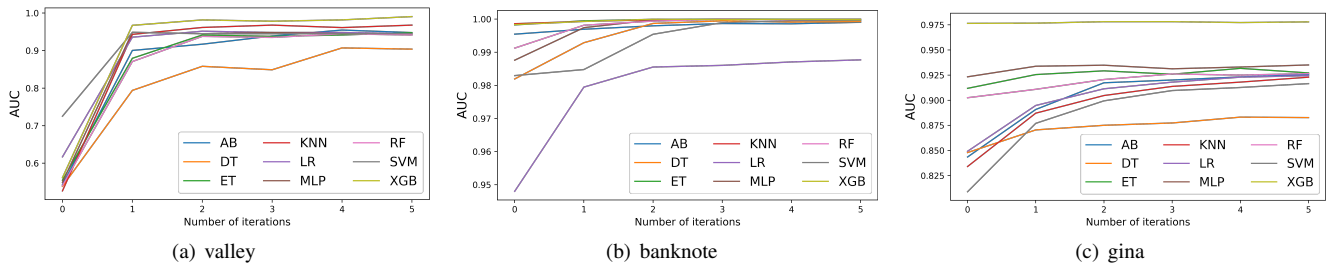 1.0
0.9
0.8
0.7
0.6
AUC
0 1 2 3 4 5
Number of iterations
AB KNN RF
DT LR SVM
ET MLP XGB
(a) valley
1.00
0.99
0.98
0.97
0.96
0.95
AUC
0 1 2 3 4 5
Number of iterations
AB KNN RF
DT LR SVM
ET MLP XGB
(b) banknote
0.975
0.950
0.925
0.900
0.875
0.850
0.825
AUC
0 1 2 3 4 5
Number of iterations
AB KNN RF
DT LR SVM
ET MLP XGB
(c) gina